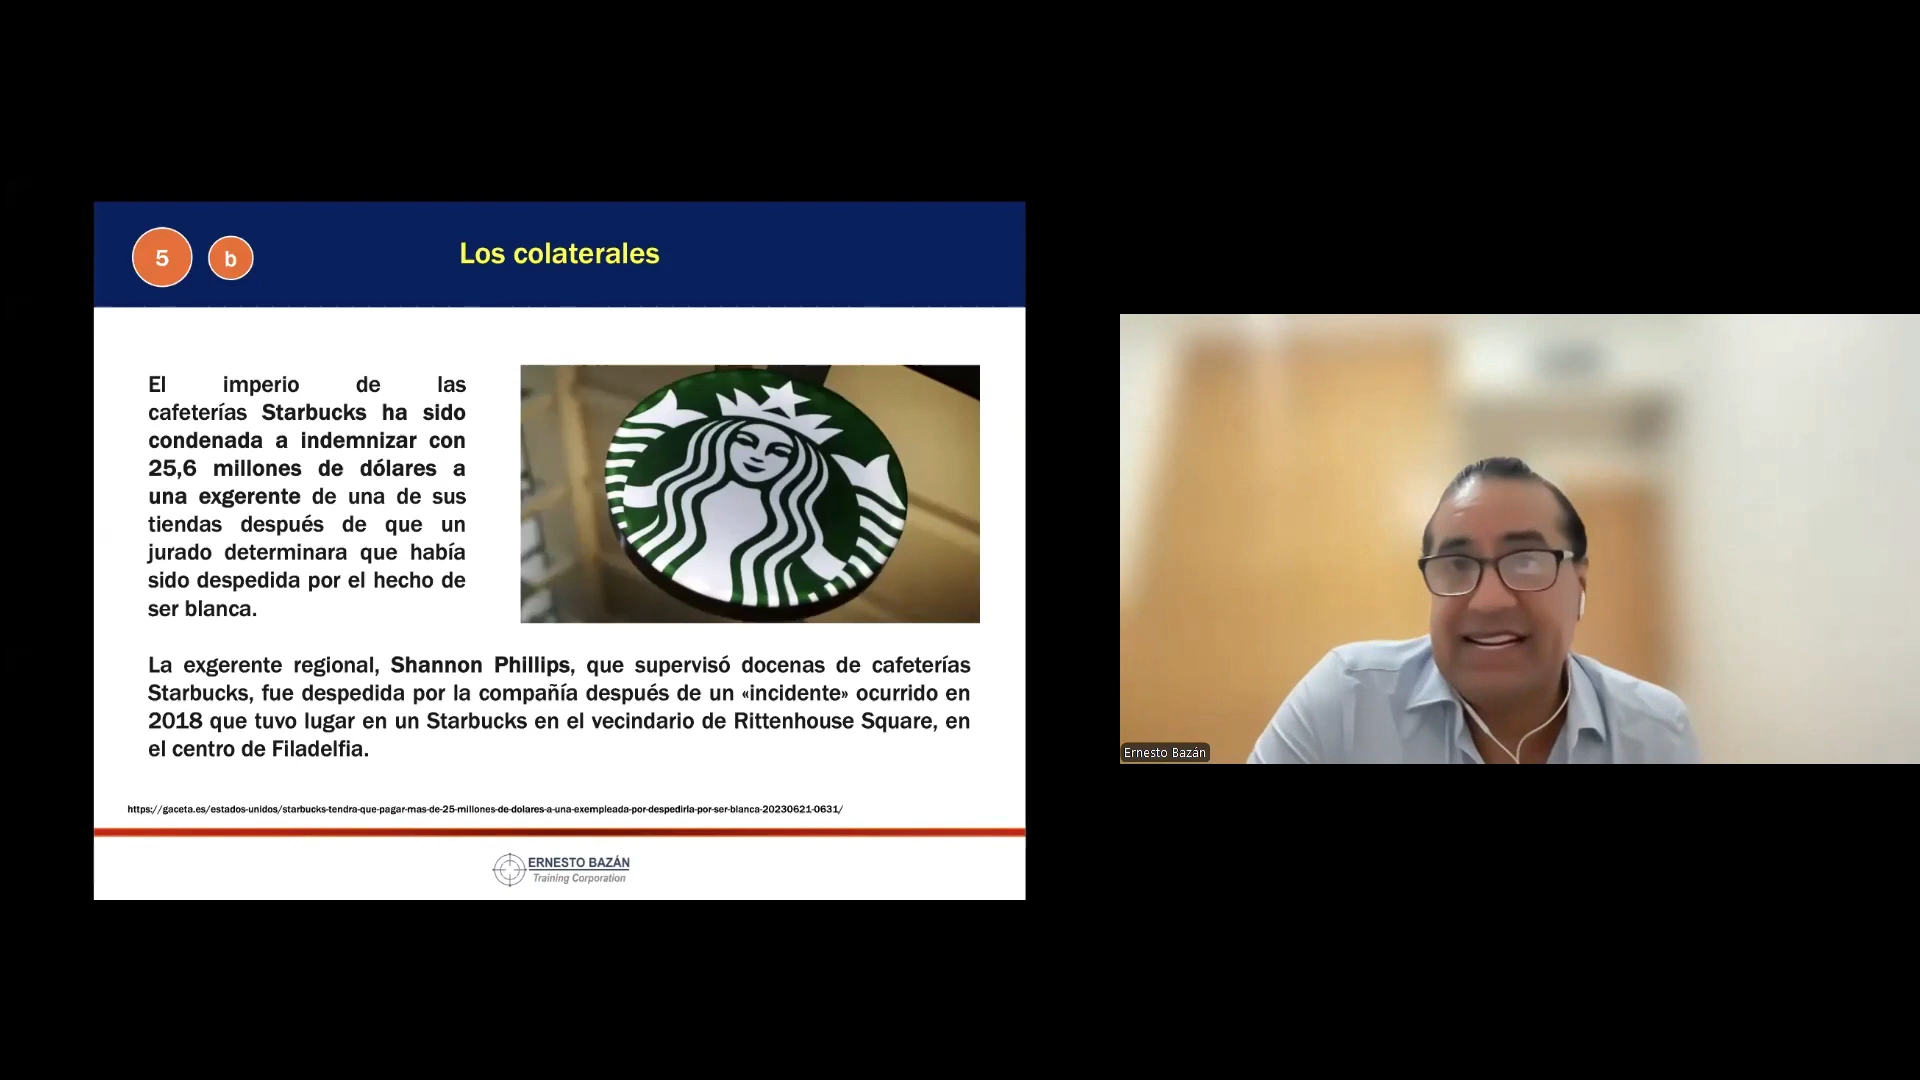 5
b
Los colaterales
El imperio de las
cafeterías Starbucks ha sido
condenada a indemnizar con
25,6 millones de dólares a
una exgerente de una de sus
tiendas después de que un
jurado determinara que había
sido despedida por el hecho de
ser blanca.
La exgerente regional, Shannon Phillips, que supervisó docenas de cafeterías
Starbucks, fue despedida por la compañía después de un «incidente» ocurrido en
2018 que tuvo lugar en un Starbucks en el vecindario de Rittenhouse Square, en
el centro de Filadelfia.
https://gaceta.es/estados-unidos/starbucks-tendra-que-pagar-mas-de-25-millones-de-dolares-a-una-exempleada-por-despedirla-por-ser-blanca-20230621-0631/
ERNESTO BAZÁN
Training Corporation
Ernesto Bazán